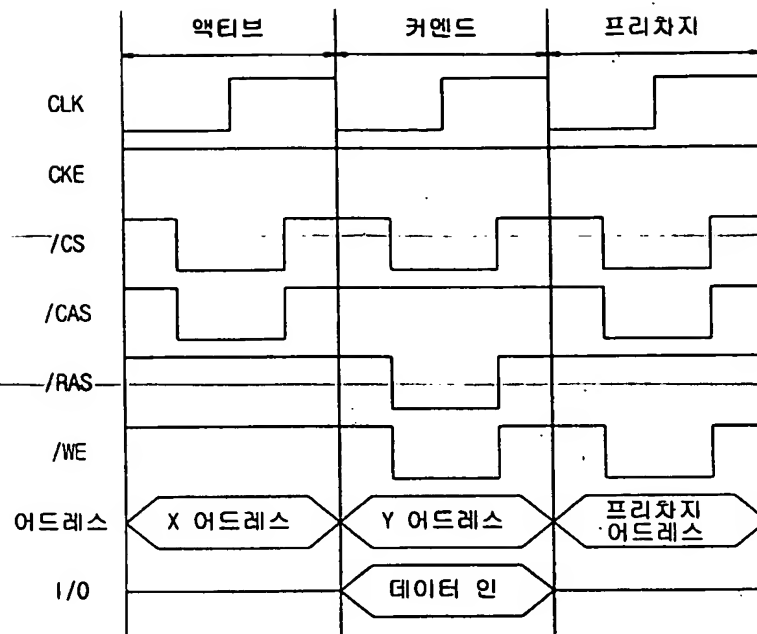 액티브 커엔드 프리차지
CLK
CKE
/CS
/CAS
/RAS
/WE
어드레스 X 어드레스 Y 어드레스 프리차지
어드레스
I/O 데이터 인